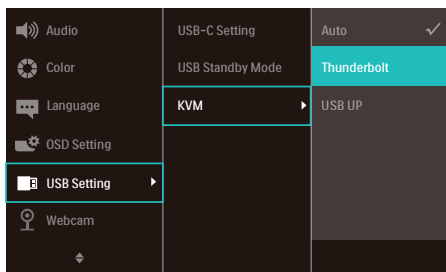 Audio
Color
Language
OSD Setting
USB Setting
Webcam
USB-C Setting
USB Standby Mode
KVM
Auto
Thunderbolt
USB UP